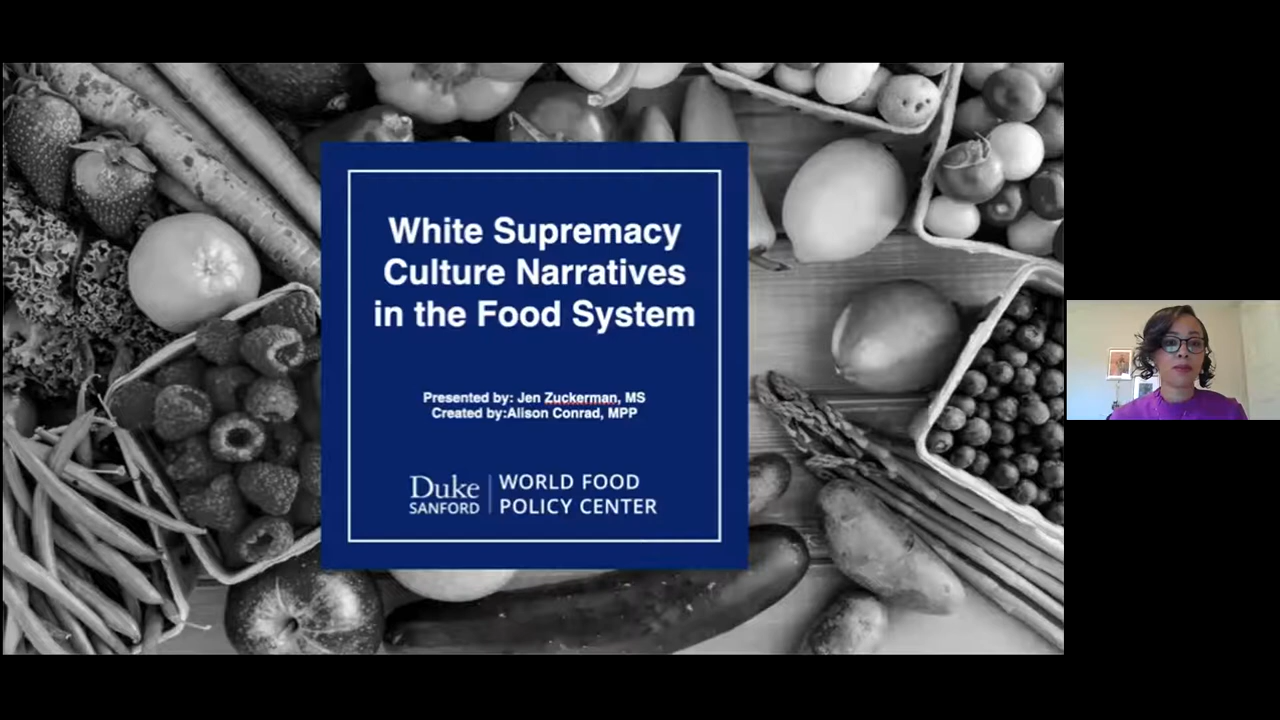 White Supremacy
Culture Narratives
in the Food System
Presented by: Jen Zuckerman, MS
Created by:Alison Conrad, MPP
Duke
SANFORD
WORLD FOOD
POLICY CENTER